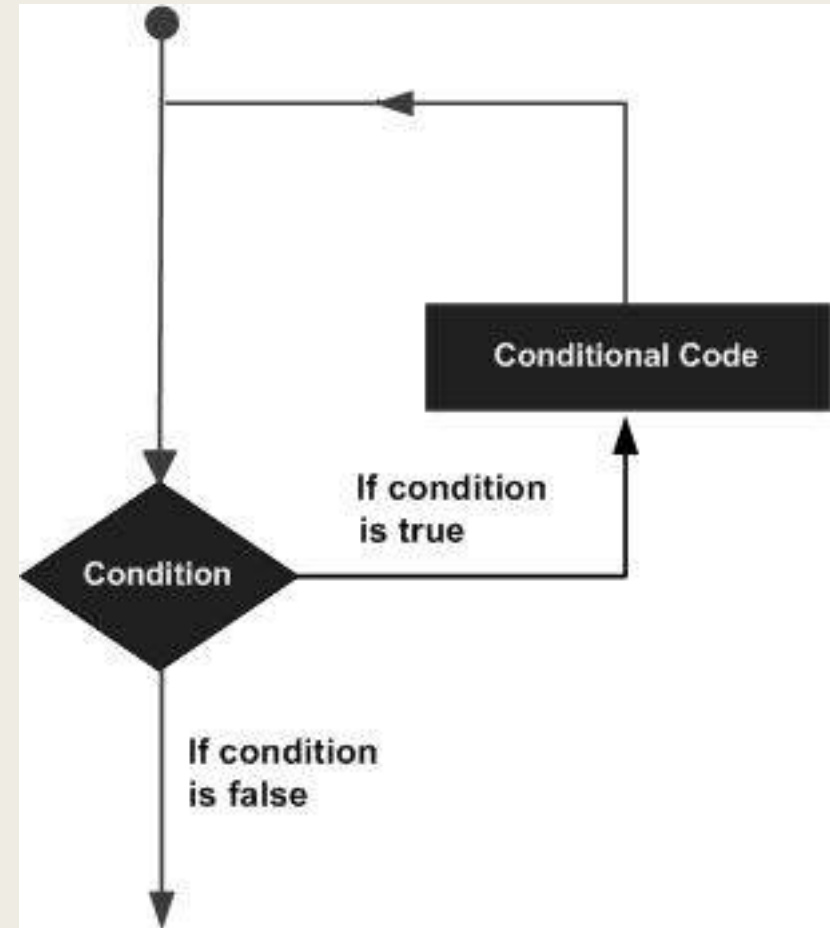 Conditional Code
If condition
is true
Condition
If condition
is false